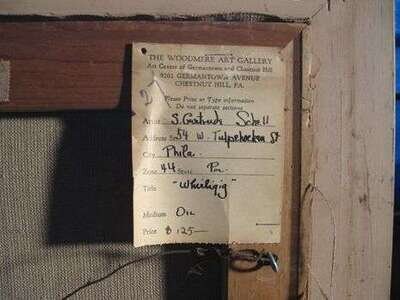 THE WOODMERE ART GALLERY
Art Center of Germantown and Chestnut Hill
9201 GERMANTOWN AVENUE
CHESTNUT HILL, PA.
Please Print or Type information
Do not separate sections
Artist S. Gertrude Schell
Address 54 W. Tulpehocken St
City Phila.
Zone 44 State Pa.
Title "Whirligig"
Medium OIL
Price $125—